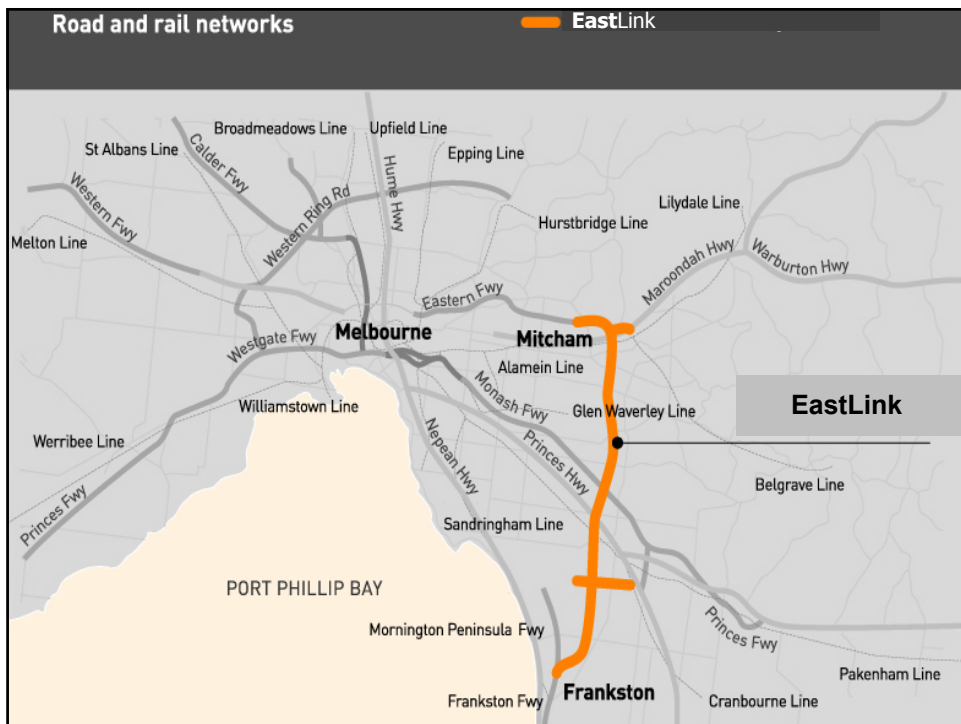 Road and rail networks
EastLink
Broadmeadows Line
Upfield Line
St Albans Line
Calder Fwy
Epping Line
Hume Hwy
Western Fwy
Western Ring Rd
Lilydale Line
Hurstbridge Line
Melton Line
Maroondah Hwy
Warburton Hwy
Eastern Fwy
Melbourne
Mitcham
Westgate Fwy
Alamein Line
Monash Fwy
EastLink
Williamstown Line
Glen Waverley Line
Werribee Line
Nepean Hwy
Princes Hwy
Belgrave Line
Princes Fwy
Sandringham Line
PORT PHILLIP BAY
Mornington Peninsula Fwy
Princes Fwy
Pakenham Line
Frankston Fwy
Frankston
Cranbourne Line